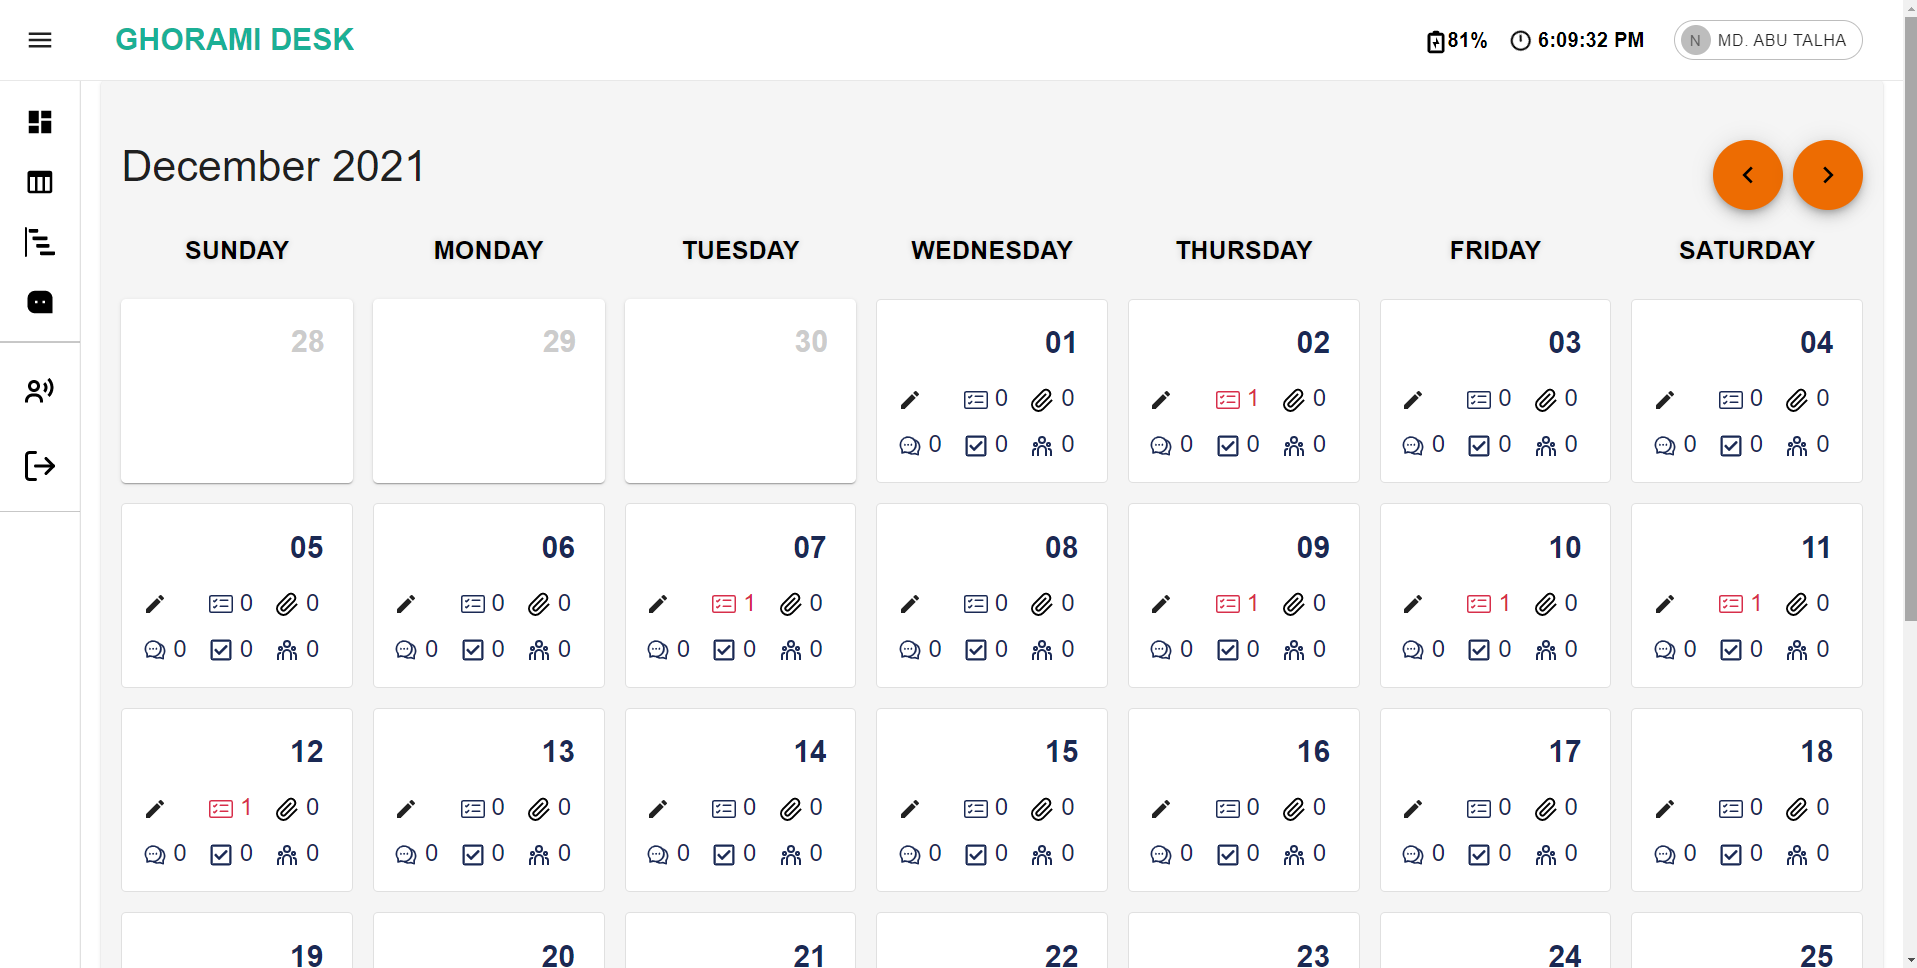 GHORAMI DESK
81% 6:09:32 PM N MD. ABU TALHA
December 2021
SUNDAY MONDAY TUESDAY WEDNESDAY THURSDAY FRIDAY SATURDAY
28 29 30 01 02 03 04
0 0 1 0 0 0 0 0
0 0 0 0 0 0 0 0 0 0 0 0
05 06 07 08 09 10 11
0 0 0 0 1 0 0 0 1 0 1 0 1 0
0 0 0 0 0 0 0 0 0 0 0 0 0 0 0 0 0 0 0 0 0
12 13 14 15 16 17 18
1 0 0 0 0 0 0 0 0 0 0 0 0 0
0 0 0 0 0 0 0 0 0 0 0 0 0 0 0 0 0 0 0 0 0
19 20 21 22 23 24 25